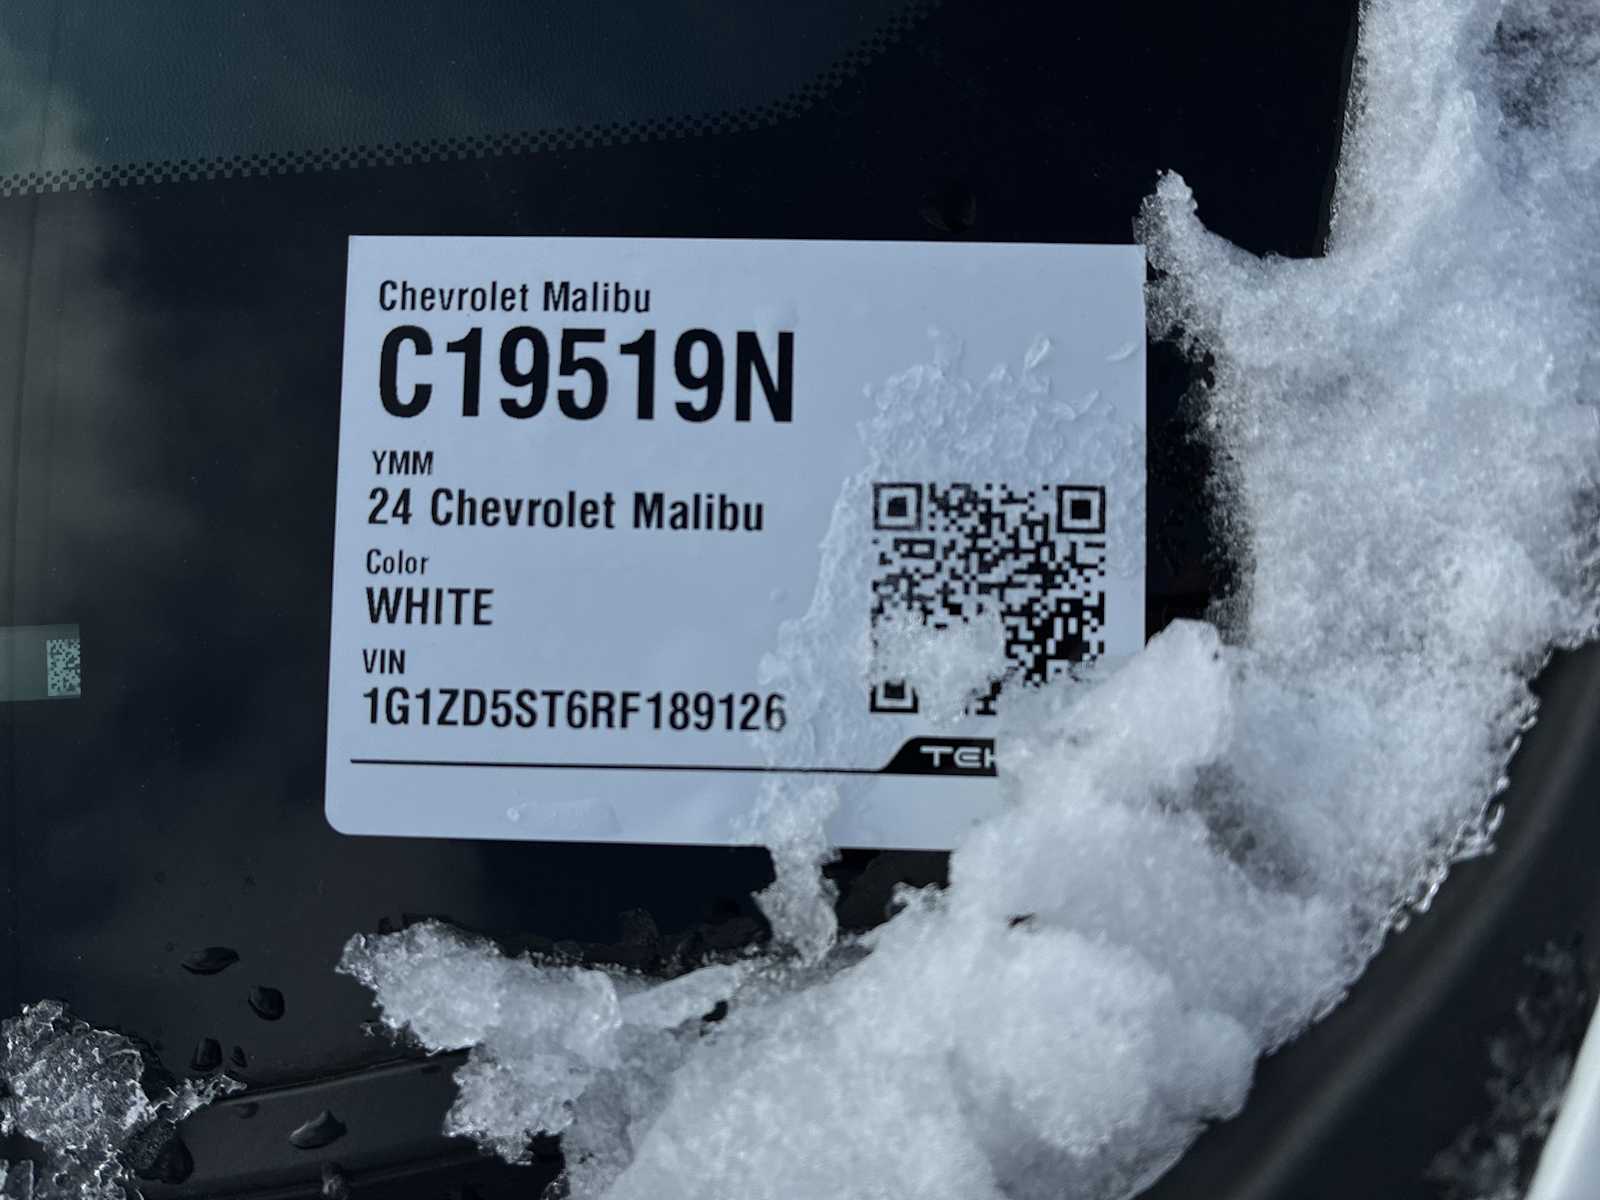 Chevrolet Malibu
C19519N
YMM
24 Chevrolet Malibu
Color
WHITE
VIN
1G1ZD5ST6RF189126